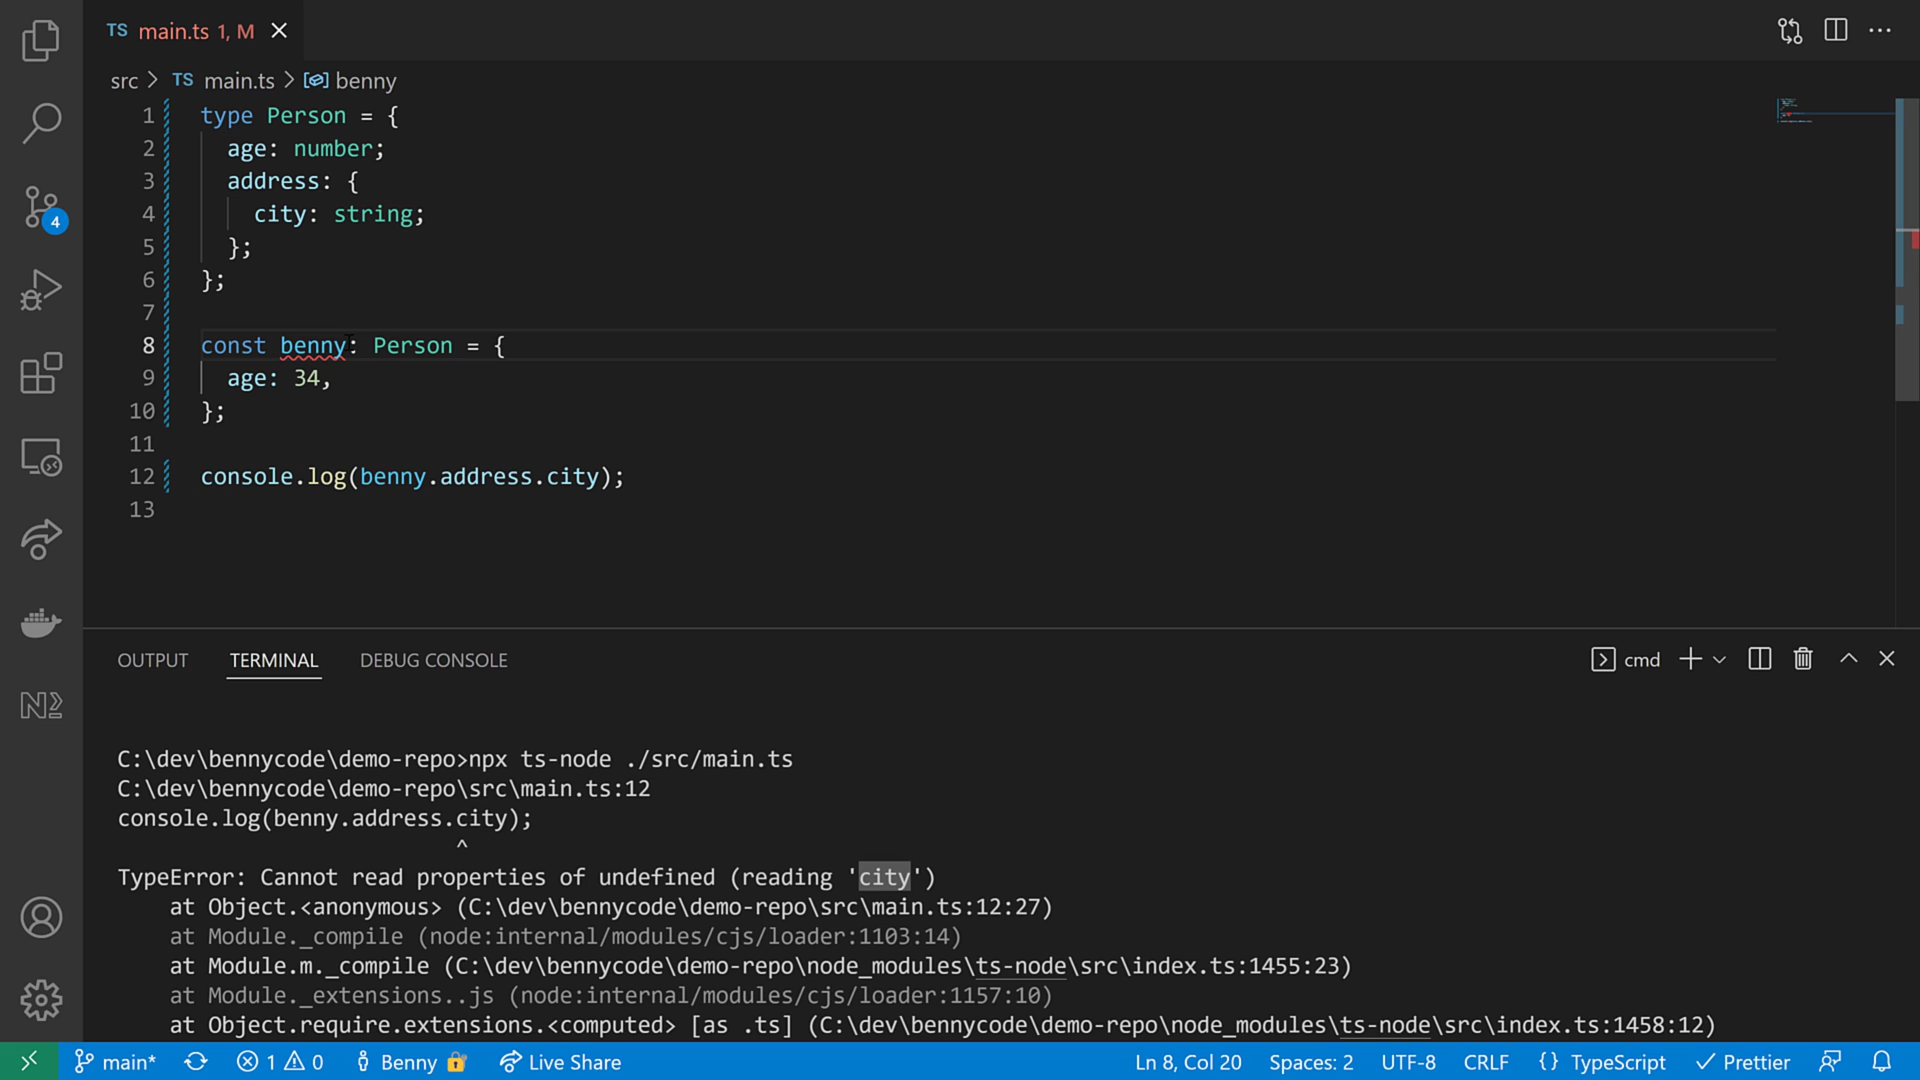 TS main.ts 1, M
src > TS main.ts > benny
1 type Person = {
2 age: number;
3 address: {
4 city: string;
5 };
6 };
7
8 const benny: Person = {
9 age: 34,
10 };
11
12 console.log(benny.address.city);
13
4
OUTPUT TERMINAL DEBUG CONSOLE cmd
C:\dev\bennycode\demo-repo>npx ts-node ./src/main.ts
C:\dev\bennycode\demo-repo\src\main.ts:12
console.log(benny.address.city);
^
TypeError: Cannot read properties of undefined (reading 'city')
at Object.<anonymous> (C:\dev\bennycode\demo-repo\src\main.ts:12:27)
at Module._compile (node:internal/modules/cjs/loader:1103:14)
at Module.m._compile (C:\dev\bennycode\demo-repo\node_modules\ts-node\src\index.ts:1455:23)
at Module._extensions..js (node:internal/modules/cjs/loader:1157:10)
at Object.require.extensions.<computed> [as .ts] (C:\dev\bennycode\demo-repo\node_modules\ts-node\src\index.ts:1458:12)
main* 1 0 Benny Live Share Ln 8, Col 20 Spaces: 2 UTF-8 CRLF {} TypeScript Prettier